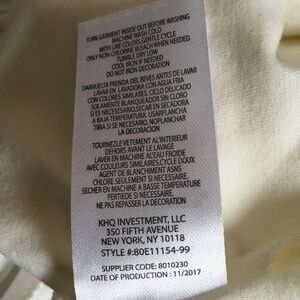 TURN GARMENT INSIDE OUT BEFORE WASHING
MACHINE WASH COLD
WITH LIKE COLORS, GENTLE CYCLE
ONLY NON-CHLORINE BLEACH WHEN NEEDED.
TUMBLE DRY LOW
COOL IRON IF NEEDED
DO NOT IRON DECORATION
DARVUELTA PRENDA DEL REVES ANTES DE LAVAR
LAVAR EN LAVADORA CON AGUA FRIA
CON COLORES SIMILARES. CICLO DELICADO
SOLAMENTE BLANQUEADOR SIN CLORO
SI ES NECESESARIO, SECAR EN SECADORA
A BAJA TEMPERATURA. USAR PLANCHA
TIBIA SI SE NECESARIO. NO PLANCHAR
LA DECORACION
TOURNEZ LE VETEMENT A L'INTERIEUR
DEHORS AVANT LE LAVAGE
LAVER EN MACHINE AL'EAU FROIDE
AVEC COULEURS SIMILAIRES, CYCLE DOUX
AGENT DE BLANCHIMENT ASNS
CHLORE SEULEMENT SI NECESSAIRE.
SECHER EN MACHINE A BASSE TEMPERATURE
FERTIEDE SI NECESSAIRE.
NE PAS REPASSER LA DECORATION
KHQ INVESTMENT, LLC
350 FIFTH AVENUE
NEW YORK, NY 10118
STYLE #:80E11154-99
SUPPLIER CODE: 8010230
DATE OF PRODUCTION : 11/2017